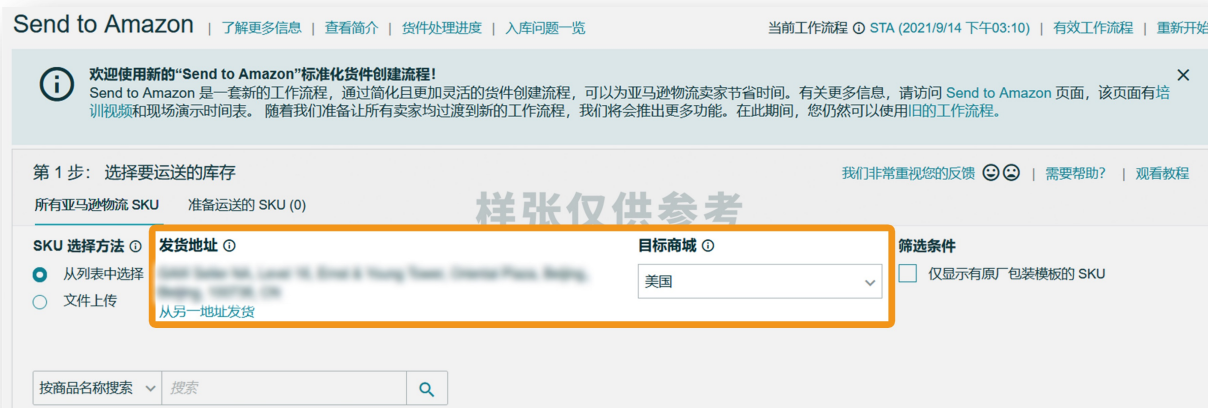 Send to Amazon | 了解更多信息 | 查看简介 | 货件处理进度 | 入库问题一览
当前工作流程 STA (2021/9/14 下午03:10) | 有效工作流程 | 重新开始
欢迎使用新的“Send to Amazon”标准化货件创建流程!
Send to Amazon 是一套新的工作流程，通过简化且更加灵活的货件创建流程，可以为亚马逊物流卖家节省时间。有关更多信息，请访问 Send to Amazon 页面，该页面有培
训视频和现场演示时间表。 随着我们准备让所有卖家均过渡到新的工作流程，我们将会推出更多功能。在此期间，您仍然可以使用旧的工作流程。
第 1 步： 选择要运送的库存
我们非常重视您的反馈 | 需要帮助? | 观看教程
所有亚马逊物流 SKU 准备运送的 SKU (0)
样张仅供参考
SKU 选择方法 发货地址 目标商城 筛选条件
从列表中选择 美国 仅显示有原厂包装模板的 SKU
文件上传
从另一地址发货
按商品名称搜索 搜索